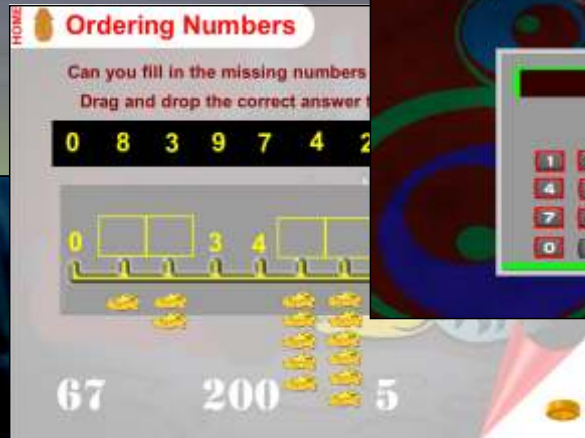 HOME
Ordering Numbers
Can you fill in the missing numbers
Drag and drop the correct answer
0 8 3 9 7 4 2
0 3 4
1
4
7
0
67 200 5